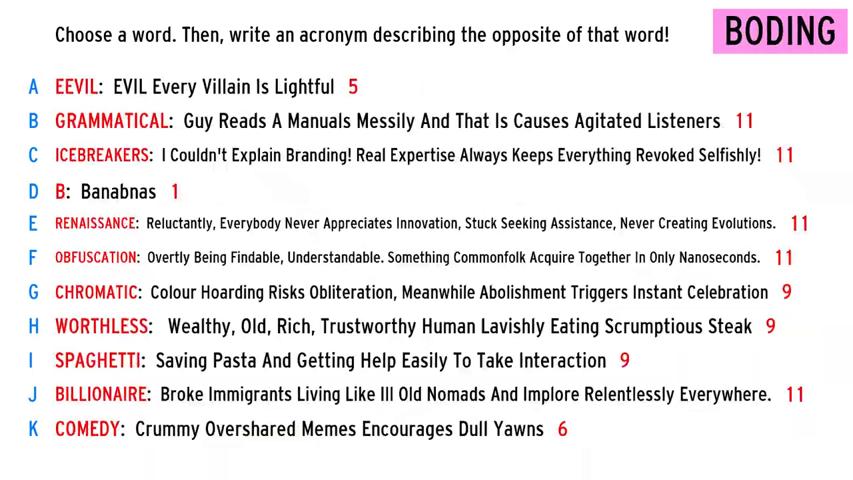 Choose a word. Then, write an acronym describing the opposite of that word!
BODING
A EEVIL: EVIL Every Villain Is Lightful 5
B GRAMMATICAL: Guy Reads A Manuals Messily And That Is Causes Agitated Listeners 11
C ICEBREAKERS: I Couldn't Explain Branding! Real Expertise Always Keeps Everything Revoked Selfishly! 11
D B: Banabnas 1
E RENAISSANCE: Reluctantly, Everybody Never Appreciates Innovation, Stuck Seeking Assistance, Never Creating Evolutions. 11
F OBFUSCATION: Overtly Being Findable, Understandable. Something Commonfolk Acquire Together In Only Nanoseconds. 11
G CHROMATIC: Colour Hoarding Risks Obliteration, Meanwhile Abolishment Triggers Instant Celebration 9
H WORTHLESS: Wealthy, Old, Rich, Trustworthy Human Lavishly Eating Scrumptious Steak 9
I SPAGHETTI: Saving Pasta And Getting Help Easily To Take Interaction 9
J BILLIONAIRE: Broke Immigrants Living Like Ill Old Nomads And Implore Relentlessly Everywhere. 11
K COMEDY: Crummy Overshared Memes Encourages Dull Yawns 6